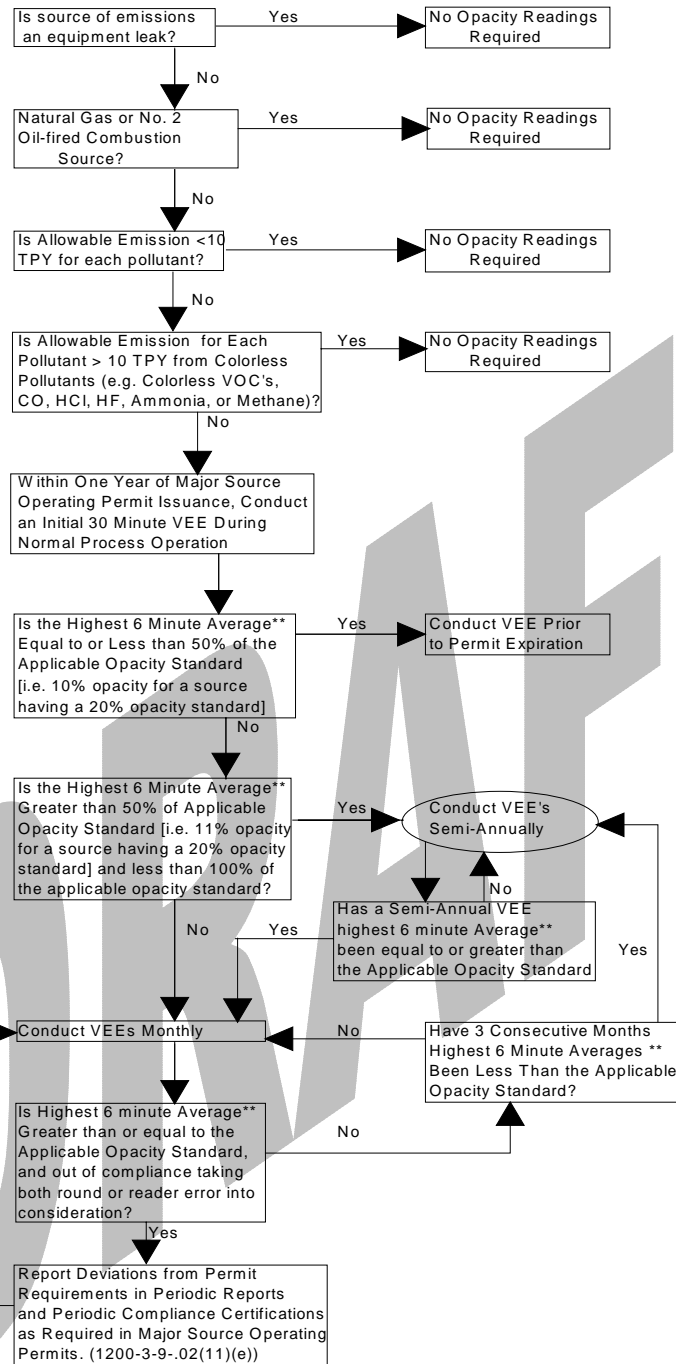 Is source of emissions
an equipment leak?
Yes
No Opacity Readings
Required
No
Natural Gas or No. 2
Oil-fired Combustion
Source?
Yes
No Opacity Readings
Required
No
Is Allowable Emission <10
TPY for each pollutant?
Yes
No Opacity Readings
Required
No
Is Allowable Emission for Each
Pollutant > 10 TPY from Colorless
Pollutants (e.g. Colorless VOC's,
CO, HCl, HF, Ammonia, or Methane)?
Yes
No Opacity Readings
Required
No
Within One Year of Major Source
Operating Permit Issuance, Conduct
an Initial 30 Minute VEE During
Normal Process Operation
Is the Highest 6 Minute Average**
Equal to or Less than 50% of the
Applicable Opacity Standard
[i.e. 10% opacity for a source
having a 20% opacity standard]
Yes
Conduct VEE Prior
to Permit Expiration
No
Is the Highest 6 Minute Average**
Greater than 50% of Applicable
Opacity Standard [i.e. 11% opacity
for a source having a 20% opacity
standard] and less than 100% of
the applicable opacity standard?
Yes
Conduct VEE's
Semi-Annually
No
Has a Semi-Annual VEE
highest 6 minute Average**
been equal to or greater than
the Applicable Opacity Standard
Yes
No
Yes
Conduct VEEs Monthly
No
Have 3 Consecutive Months
Highest 6 Minute Averages **
Been Less Than the Applicable
Opacity Standard?
Is Highest 6 minute Average**
Greater than or equal to the
Applicable Opacity Standard,
and out of compliance taking
both round or reader error into
consideration?
No
Yes
Report Deviations from Permit
Requirements in Periodic Reports
and Periodic Compliance Certifications
as Required in Major Source Operating
Permits. (1200-3-9-.02(11)(e))
DRAF